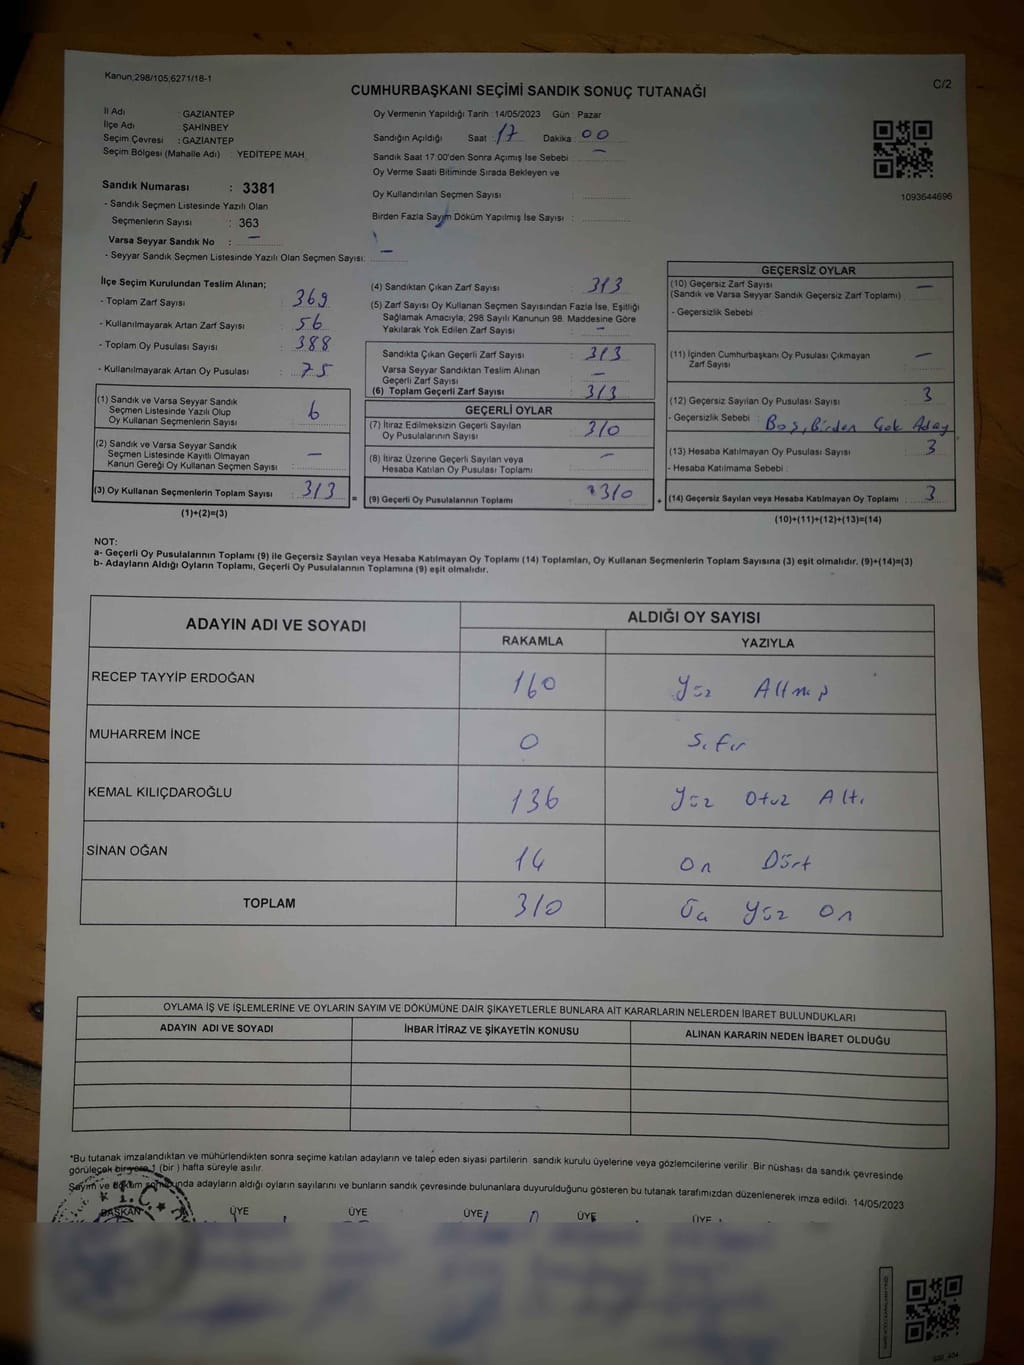 Kanun,298/105,6271/18-1
C/2
CUMHURBAŞKANI SEÇİMİ SANDIK SONUÇ TUTANAĞI
İl Adı : GAZİANTEP
İlçe Adı : ŞAHİNBEY
Seçim Çevresi : GAZİANTEP
Seçim Bölgesi (Mahalle Adı) : YEDİTEPE MAH.
Oy Vermenin Yapıldığı Tarih :14/05/2023 Gün : Pazar
Sandığın Açıldığı Saat : 17 Dakika : 00
Sandık Saat 17.00'den Sonra Açımış İse Sebebi : —
Oy Verme Saati Bitiminde Sırada Bekleyen ve
Oy Kullandırılan Seçmen Sayısı :
Birden Fazla Sayım Döküm Yapılmış İse Sayısı :
1093644696
Sandık Numarası : 3381
- Sandık Seçmen Listesinde Yazılı Olan
Seçmenlerin Sayısı : 363
Varsa Seyyar Sandık No : —
- Seyyar Sandık Seçmen Listesinde Yazılı Olan Seçmen Sayısı: —
İlçe Seçim Kurulundan Teslim Alınan;
- Toplam Zarf Sayısı : 369
- Kullanılmayarak Artan Zarf Sayısı : 56
- Toplam Oy Pusulası Sayısı : 388
- Kullanılmayarak Artan Oy Pusulası : 75
(1) Sandık ve Varsa Seyyar Sandık
Seçmen Listesinde Yazılı Olup
Oy Kullanan Seçmenlerin Sayısı : 6
(2) Sandık ve Varsa Seyyar Sandık
Seçmen Listesinde Kayıtlı Olmayan
Kanun Gereği Oy Kullanan Seçmen Sayısı : —
(3) Oy Kullanan Seçmenlerin Toplam Sayısı : 313
(1)+(2)=(3)
=
(4) Sandıktan Çıkan Zarf Sayısı : 313
(5) Zarf Sayısı Oy Kullanan Seçmen Sayısından Fazla İse, Eşitliği
Sağlamak Amacıyla; 298 Sayılı Kanunun 98. Maddesine Göre
Yakılarak Yok Edilen Zarf Sayısı : —
Sandıkta Çıkan Geçerli Zarf Sayısı : 313
Varsa Seyyar Sandıktan Teslim Alınan
Geçerli Zarf Sayısı : —
(6) Toplam Geçerli Zarf Sayısı : 313
GEÇERLİ OYLAR
(7) İtiraz Edilmeksizin Geçerli Sayılan
Oy Pusulalarının Sayısı : 310
(8) İtiraz Üzerine Geçerli Sayılan veya
Hesaba Katılan Oy Pusulası Toplamı : —
(9) Geçerli Oy Pusulalarının Toplamı : 310
+
GEÇERSİZ OYLAR
(10) Geçersiz Zarf Sayısı : —
(Sandık ve Varsa Seyyar Sandık Geçersiz Zarf Toplamı)
- Geçersizlik Sebebi :
(11) İçinden Cumhurbaşkanı Oy Pusulası Çıkmayan
Zarf Sayısı : —
(12) Geçersiz Sayılan Oy Pusulası Sayısı : 3
- Geçersizlik Sebebi : Boş, Birden Çok Aday
(13) Hesaba Katılmayan Oy Pusulası Sayısı : 3
- Hesaba Katılmama Sebebi :
(14) Geçersiz Sayılan veya Hesaba Katılmayan Oy Toplamı : 3
(10)+(11)+(12)+(13)=(14)
NOT:
a- Geçerli Oy Pusulalarının Toplamı (9) ile Geçersiz Sayılan veya Hesaba Katılmayan Oy Toplamı (14) Toplamları, Oy Kullanan Seçmenlerin Toplam Sayısına (3) eşit olmalıdır. (9)+(14)=(3)
b- Adayların Aldığı Oyların Toplamı, Geçerli Oy Pusulalarının Toplamına (9) eşit olmalıdır.
ADAYIN ADI VE SOYADI
ALDIĞI OY SAYISI
RAKAMLA YAZIYLA
RECEP TAYYİP ERDOĞAN 160 Yüz Altmış
MUHARREM İNCE 0 Sıfır
KEMAL KILIÇDAROĞLU 136 Yüz Otuz Altı
SİNAN OĞAN 14 On Dört
TOPLAM 310 Üç Yüz On
OYLAMA İŞ VE İŞLEMLERİNE VE OYLARIN SAYIM VE DÖKÜMÜNE DAİR ŞİKAYETLERLE BUNLARA AİT KARARLARIN NELERDEN İBARET BULUNDUKLARI
ADAYIN ADI VE SOYADI İHBAR İTİRAZ VE ŞİKAYETİN KONUSU ALINAN KARARIN NEDEN İBARET OLDUĞU
*Bu tutanak imzalandıktan ve mühürlendikten sonra seçime katılan adayların ve talep eden siyasi partilerin sandık kurulu üyelerine veya gözlemcilerine verilir. Bir nüshası da sandık çevresinde
görülecek bir yere 1 (bir ) hafta süreyle asılır.
Sayım ve döküm sonucunda adayların aldığı oyların sayılarını ve bunların sandık çevresinde bulunanlara duyurulduğunu gösteren bu tutanak tarafımızdan düzenlenerek imza edildi. 14/05/2023
T.C.
BAŞKAN ÜYE ÜYE ÜYE ÜYE ÜYE